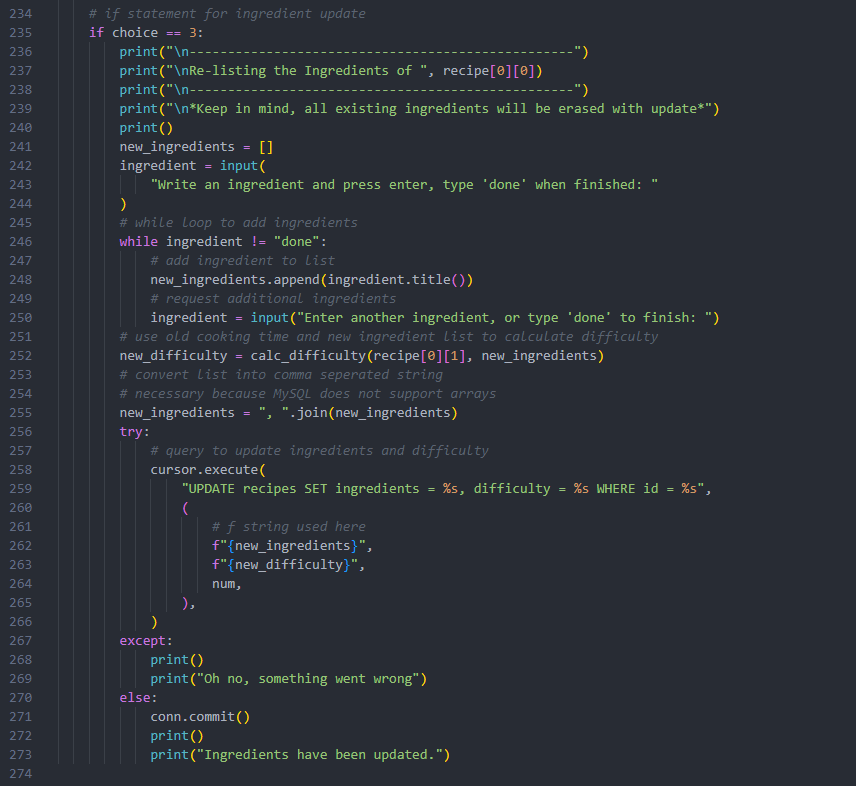 234 # if statement for ingredient update
235 if choice == 3:
236 print("\n--------------------------------------------------")
237 print("\nRe-listing the Ingredients of ", recipe[0][0])
238 print("\n--------------------------------------------------")
239 print("\n*Keep in mind, all existing ingredients will be erased with update*")
240 print()
241 new_ingredients = []
242 ingredient = input(
243 "Write an ingredient and press enter, type 'done' when finished: "
244 )
245 # while loop to add ingredients
246 while ingredient != "done":
247 # add ingredient to list
248 new_ingredients.append(ingredient.title())
249 # request additional ingredients
250 ingredient = input("Enter another ingredient, or type 'done' to finish: ")
251 # use old cooking time and new ingredient list to calculate difficulty
252 new_difficulty = calc_difficulty(recipe[0][1], new_ingredients)
253 # convert list into comma seperated string
254 # necessary because MySQL does not support arrays
255 new_ingredients = ", ".join(new_ingredients)
256 try:
257 # query to update ingredients and difficulty
258 cursor.execute(
259 "UPDATE recipes SET ingredients = %s, difficulty = %s WHERE id = %s",
260 (
261 # f string used here
262 f"{new_ingredients}",
263 f"{new_difficulty}",
264 num,
265 ),
266 )
267 except:
268 print()
269 print("Oh no, something went wrong")
270 else:
271 conn.commit()
272 print()
273 print("Ingredients have been updated.")
274